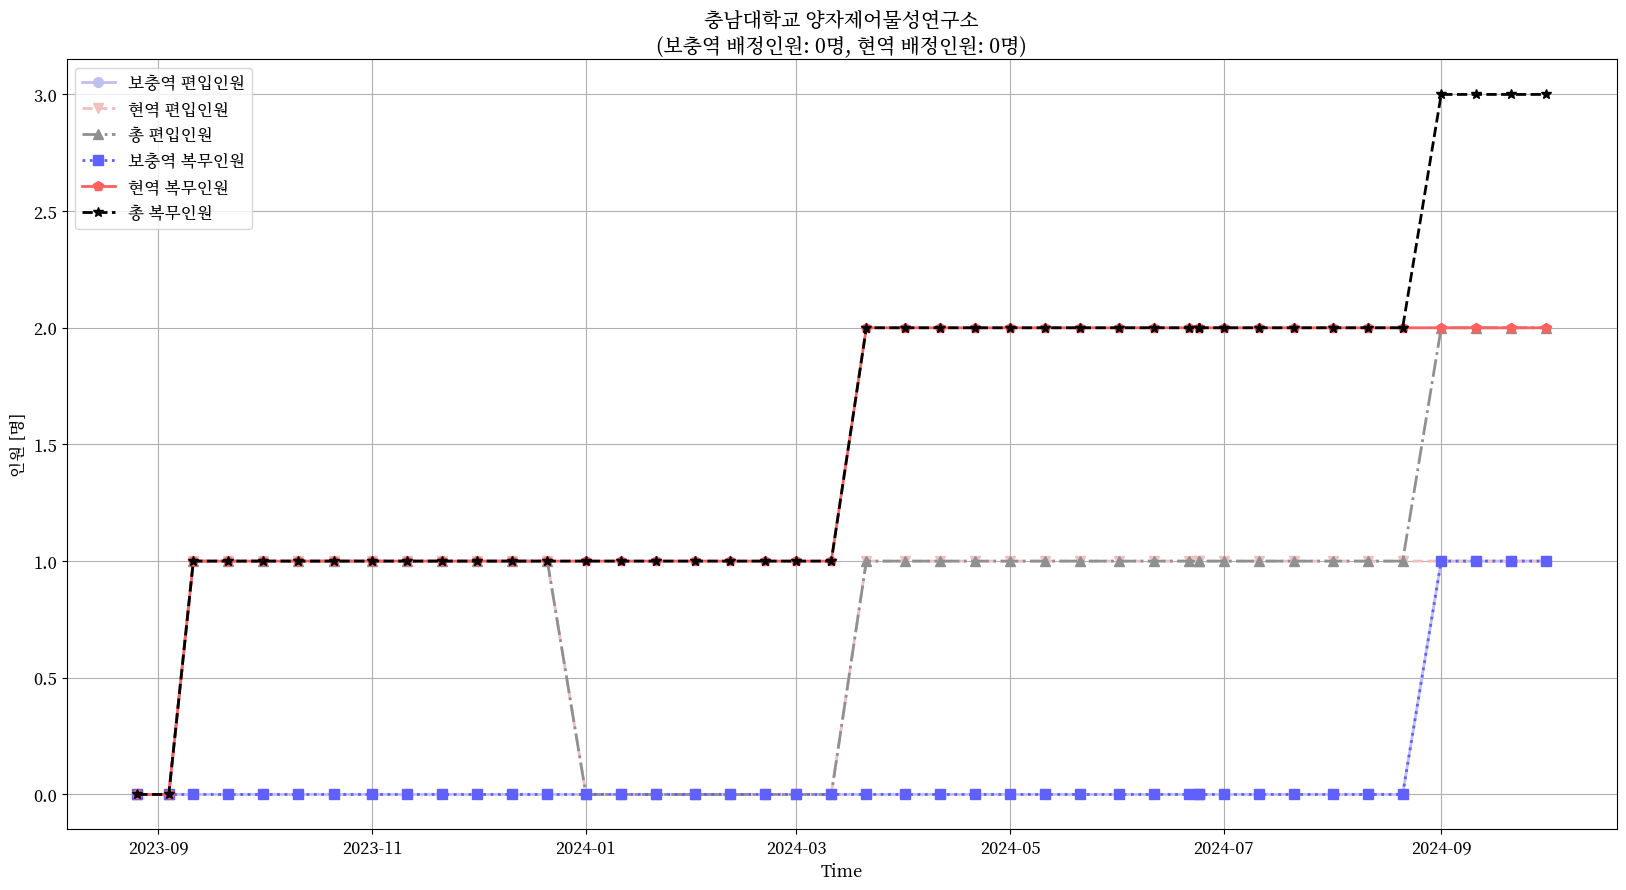 충남대학교 양자제어물성연구소
(보충역 배정인원: 0명, 현역 배정인원: 0명)
보충역 편입인원
현역 편입인원
총 편입인원
보충역 복무인원
현역 복무인원
총 복무인원
3.0
2.5
2.0
1.5
1.0
0.5
0.0
인원 [명]
2023-09
2023-11
2024-01
2024-03
2024-05
2024-07
2024-09
Time